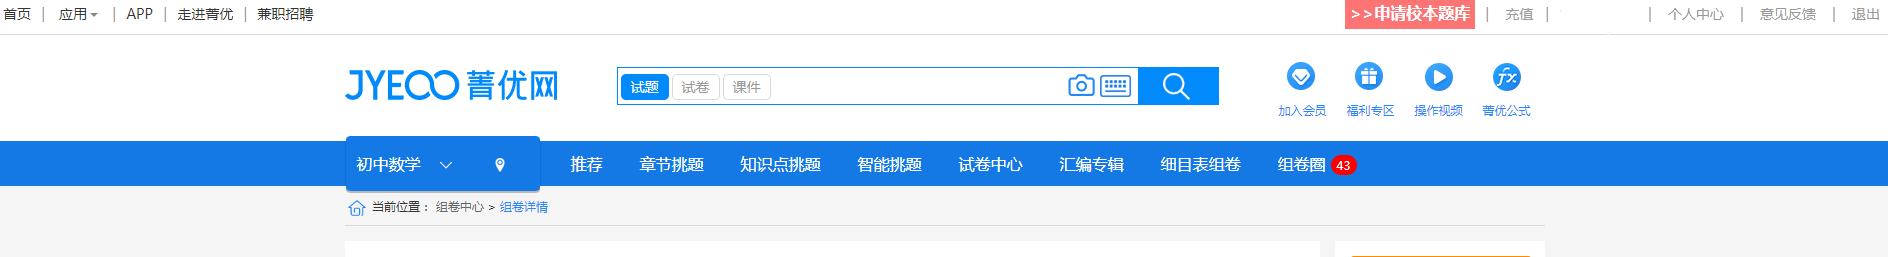 首页 | 应用 | APP | 走进菁优 | 兼职招聘 >>申请校本题库 | 充值 | | 个人中心 | 意见反馈 | 退出
JYEOO 菁优网 试题 试卷 课件
加入会员 福利专区 操作视频 菁优公式
初中数学 推荐 章节挑题 知识点挑题 智能挑题 试卷中心 汇编专辑 细目表组卷 组卷圈 43
当前位置： 组卷中心 > 组卷详情